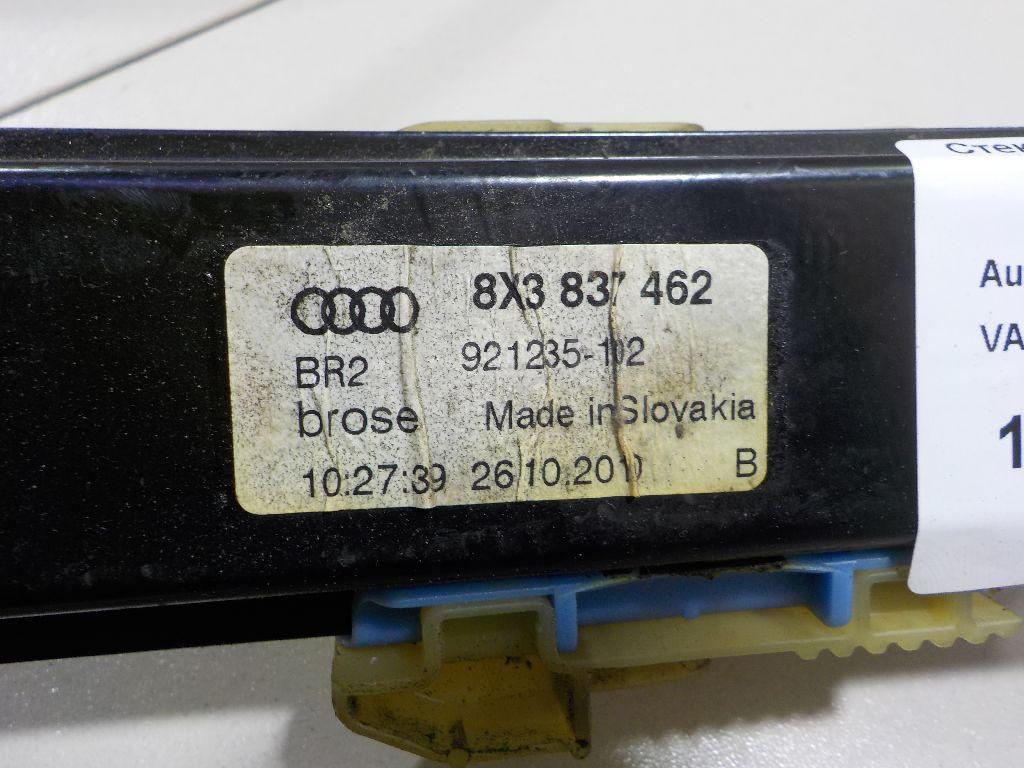 8X3 837 462
BR2 921235-102
brose Made in Slovakia
10:27:39 26.10.2010 B
Стек
Au
VA
1